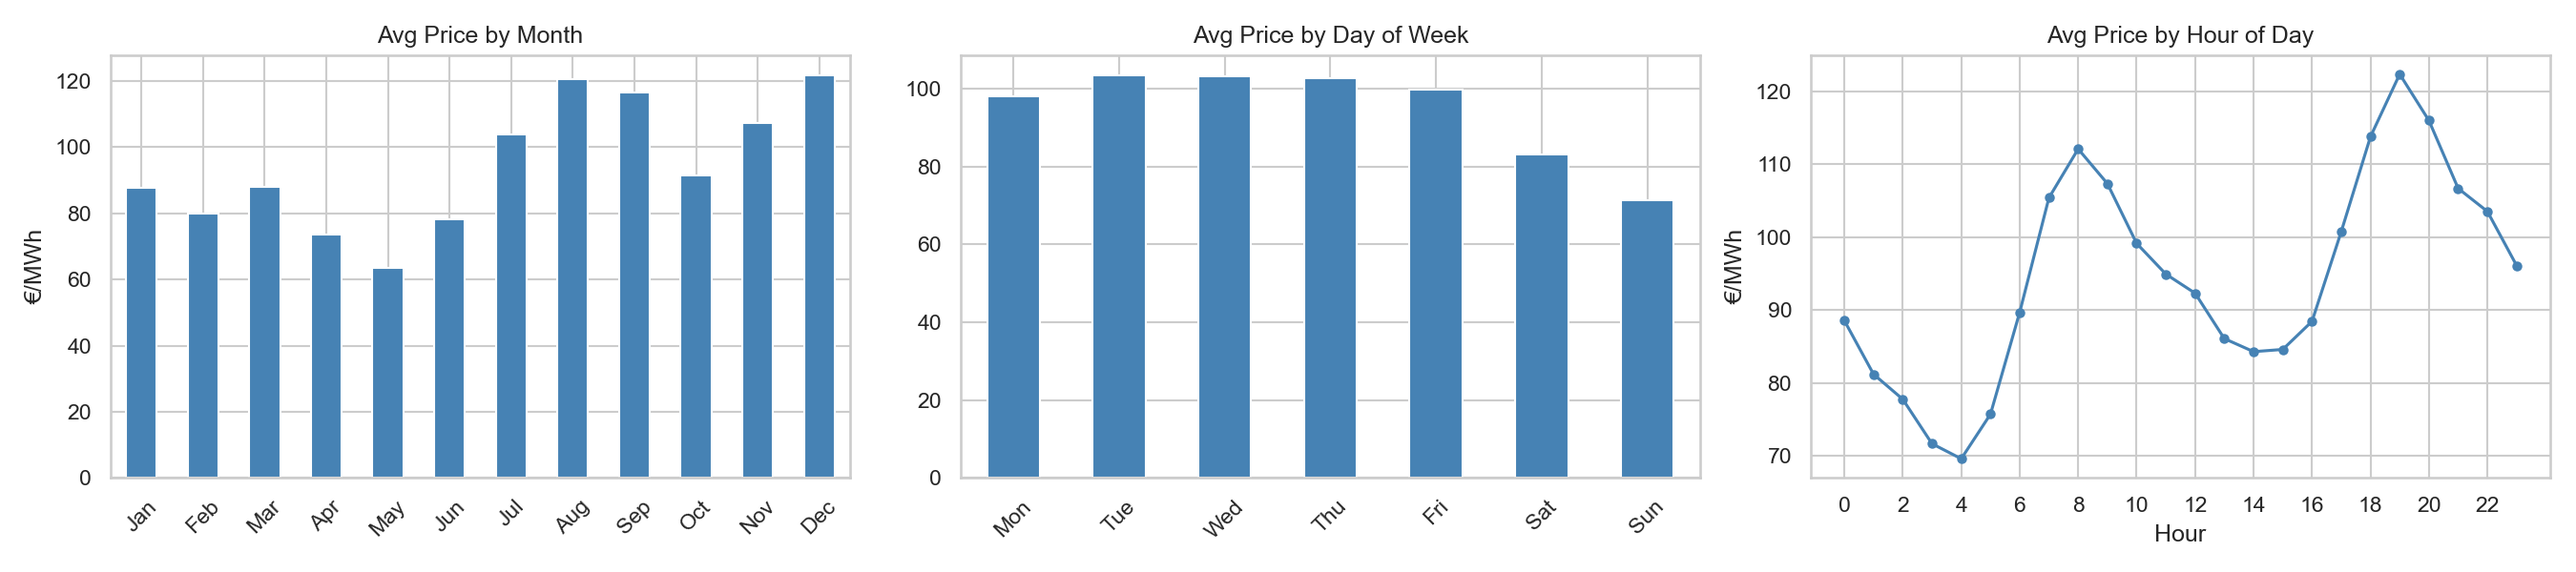 Avg Price by Month
€/MWh
120
100
80
60
40
20
0
Jan Feb Mar Apr May Jun Jul Aug Sep Oct Nov Dec
Avg Price by Day of Week
100
80
60
40
20
0
Mon Tue Wed Thu Fri Sat Sun
Avg Price by Hour of Day
€/MWh
120
110
100
90
80
70
0 2 4 6 8 10 12 14 16 18 20 22
Hour